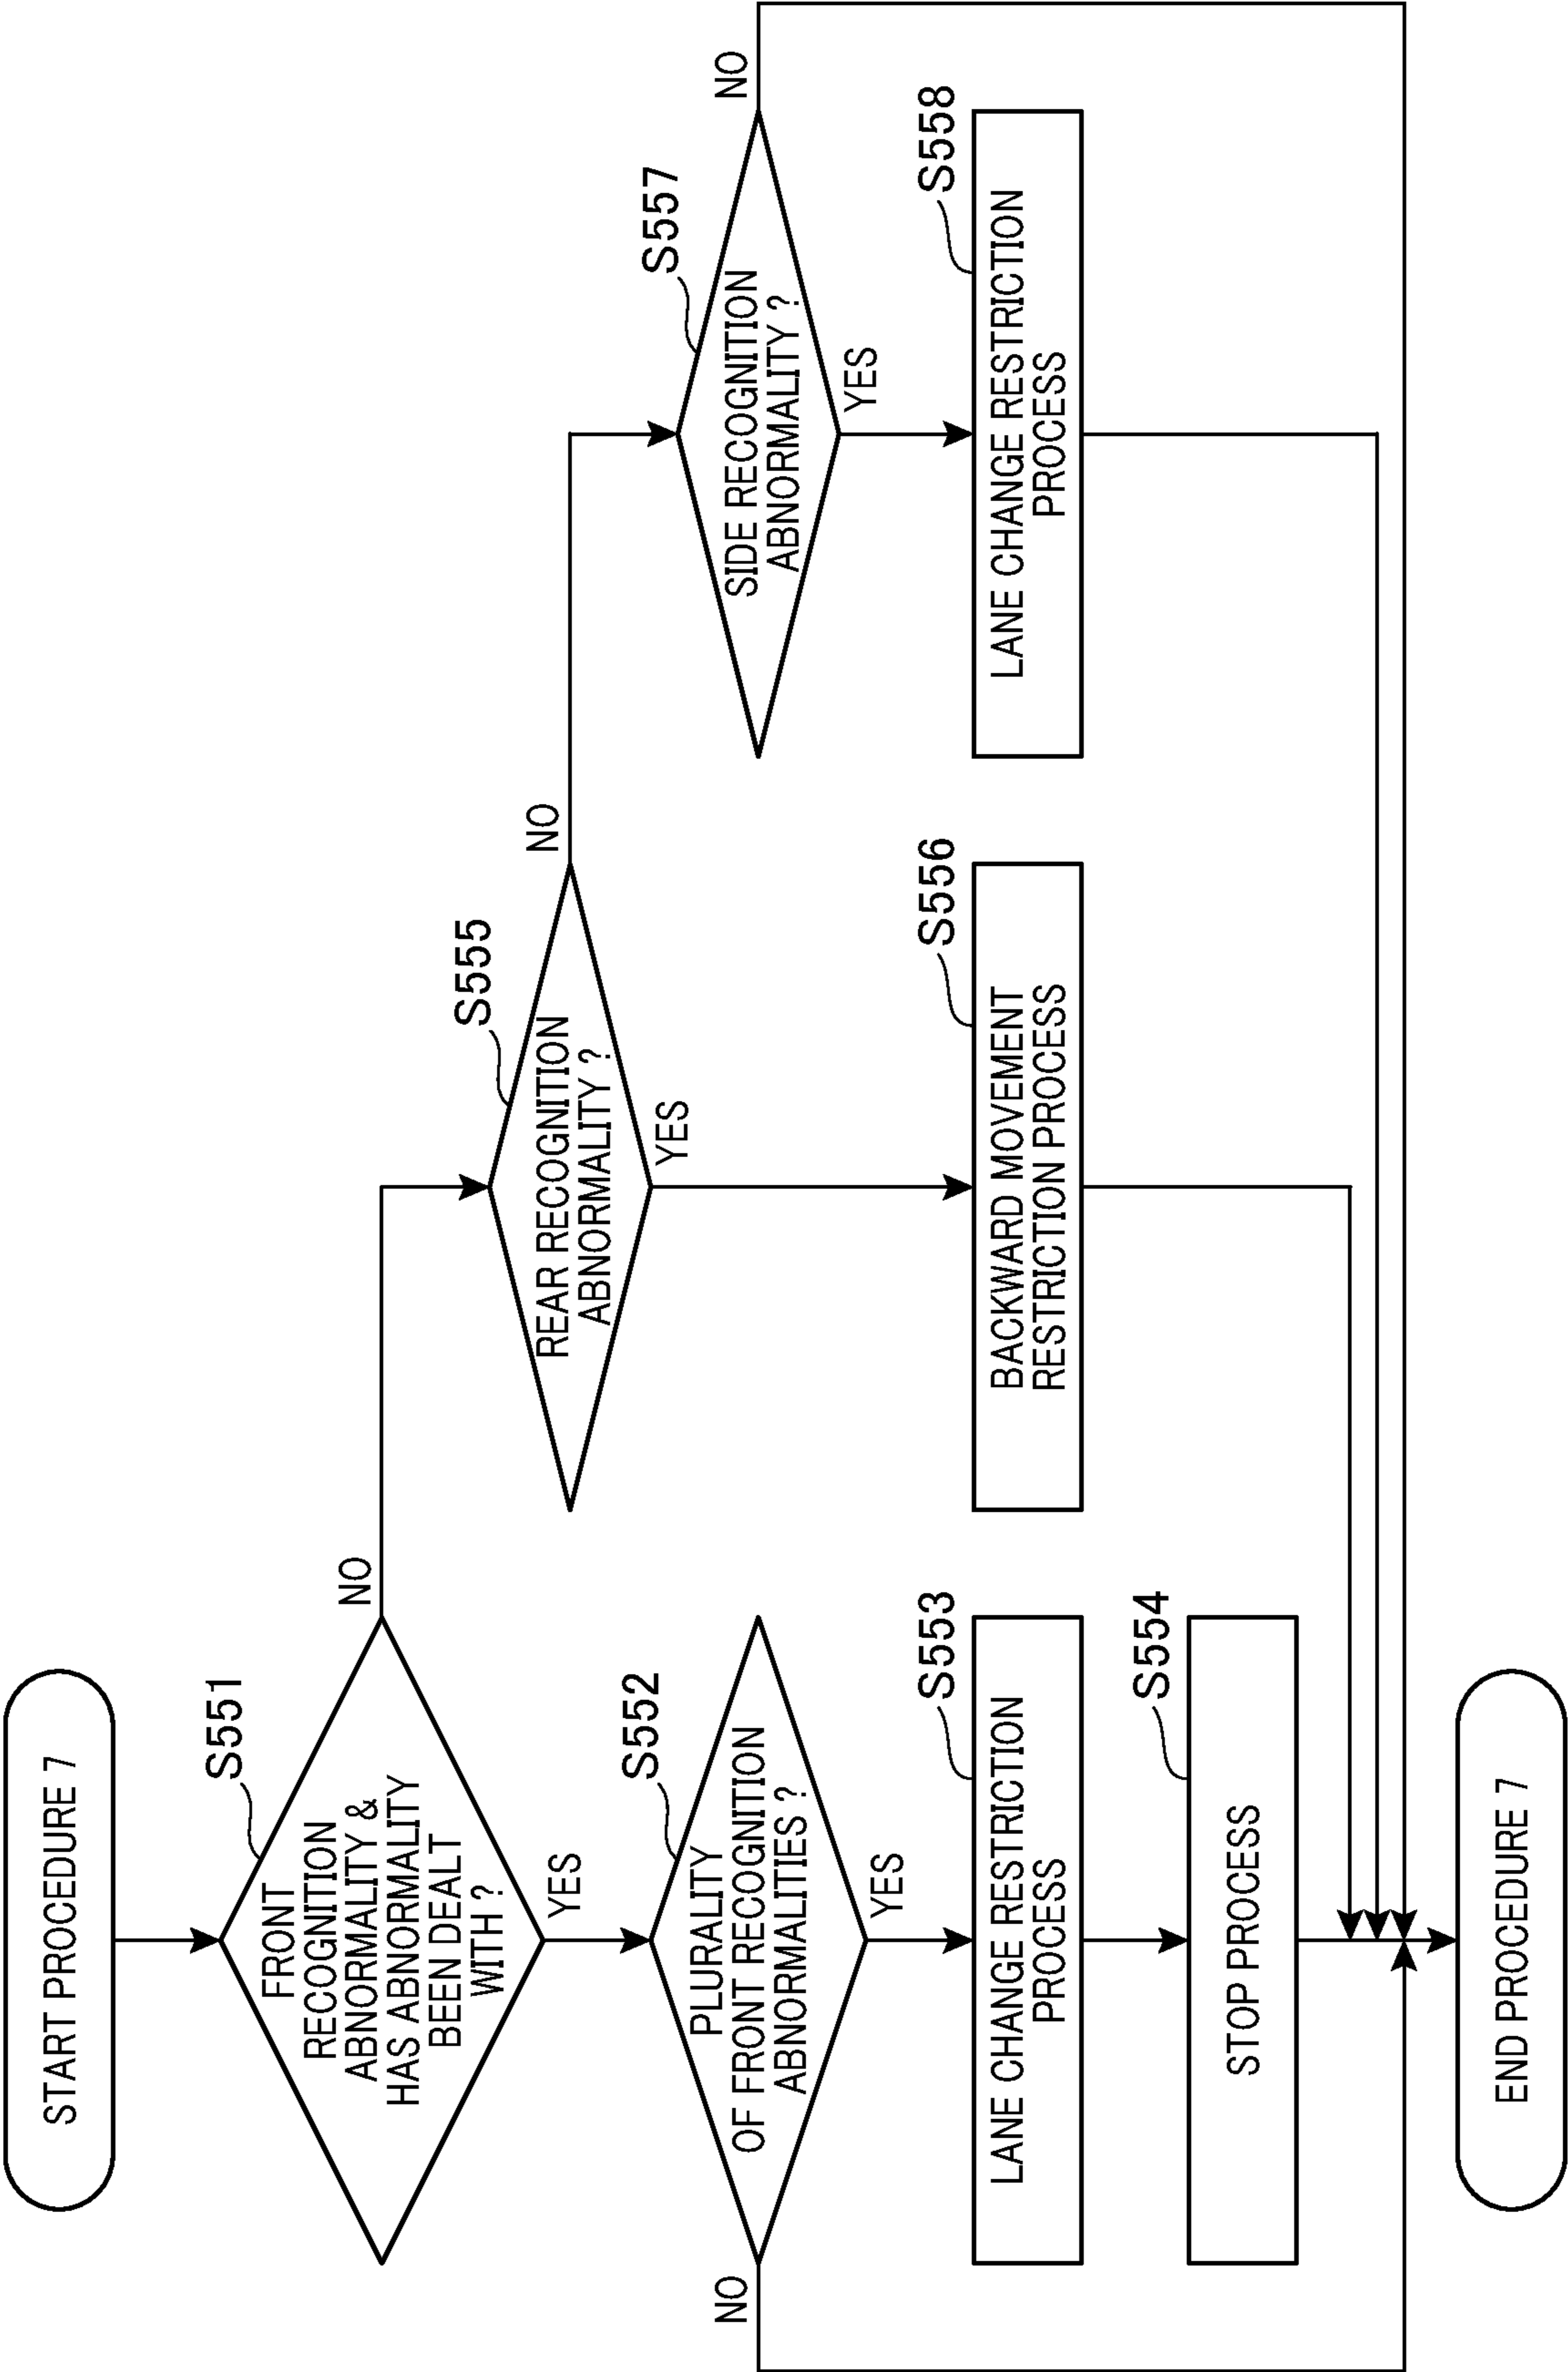 START PROCEDURE 7
S551
FRONT
RECOGNITION
ABNORMALITY &
HAS ABNORMALITY
BEEN DEALT
WITH ?
NO
YES
S552
PLURALITY
OF FRONT RECOGNITION
ABNORMALITIES ?
NO
YES
S553
LANE CHANGE RESTRICTION
PROCESS
S554
STOP PROCESS
S555
REAR RECOGNITION
ABNORMALITY ?
NO
YES
S556
BACKWARD MOVEMENT
RESTRICTION PROCESS
S557
SIDE RECOGNITION
ABNORMALITY ?
NO
YES
S558
LANE CHANGE RESTRICTION
PROCESS
END PROCEDURE 7